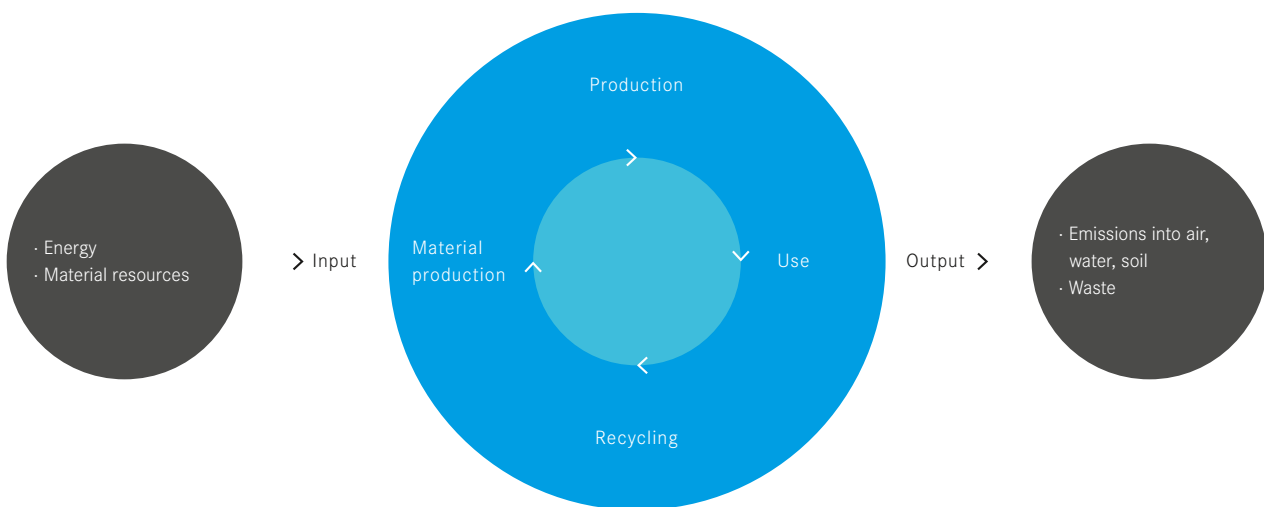 Production
· Energy
· Material resources
Input
Material
production
Use
Output
· Emissions into air,
water, soil
· Waste
Recycling